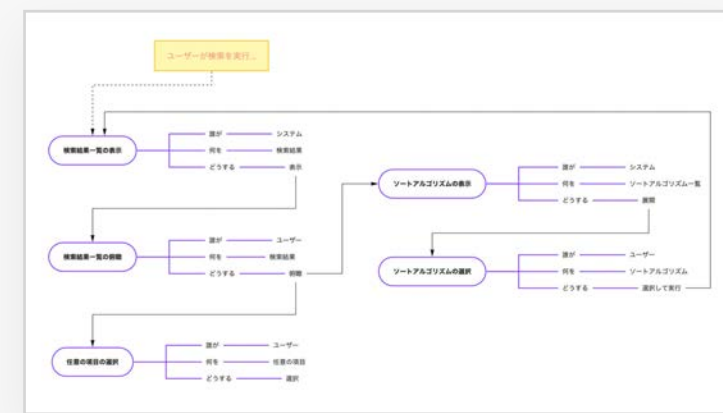 ユーザーが検索を実行...
検索結果一覧の表示
誰が システム
何を 検索結果
どうする 表示
検索結果一覧の俯瞰
誰が ユーザー
何を 検索結果
どうする 俯瞰
任意の項目の選択
誰が ユーザー
何を 任意の項目
どうする 選択
ソートアルゴリズムの表示
誰が システム
何を ソートアルゴリズム一覧
どうする 展開
ソートアルゴリズムの選択
誰が ユーザー
何を ソートアルゴリズム
どうする 選択して実行